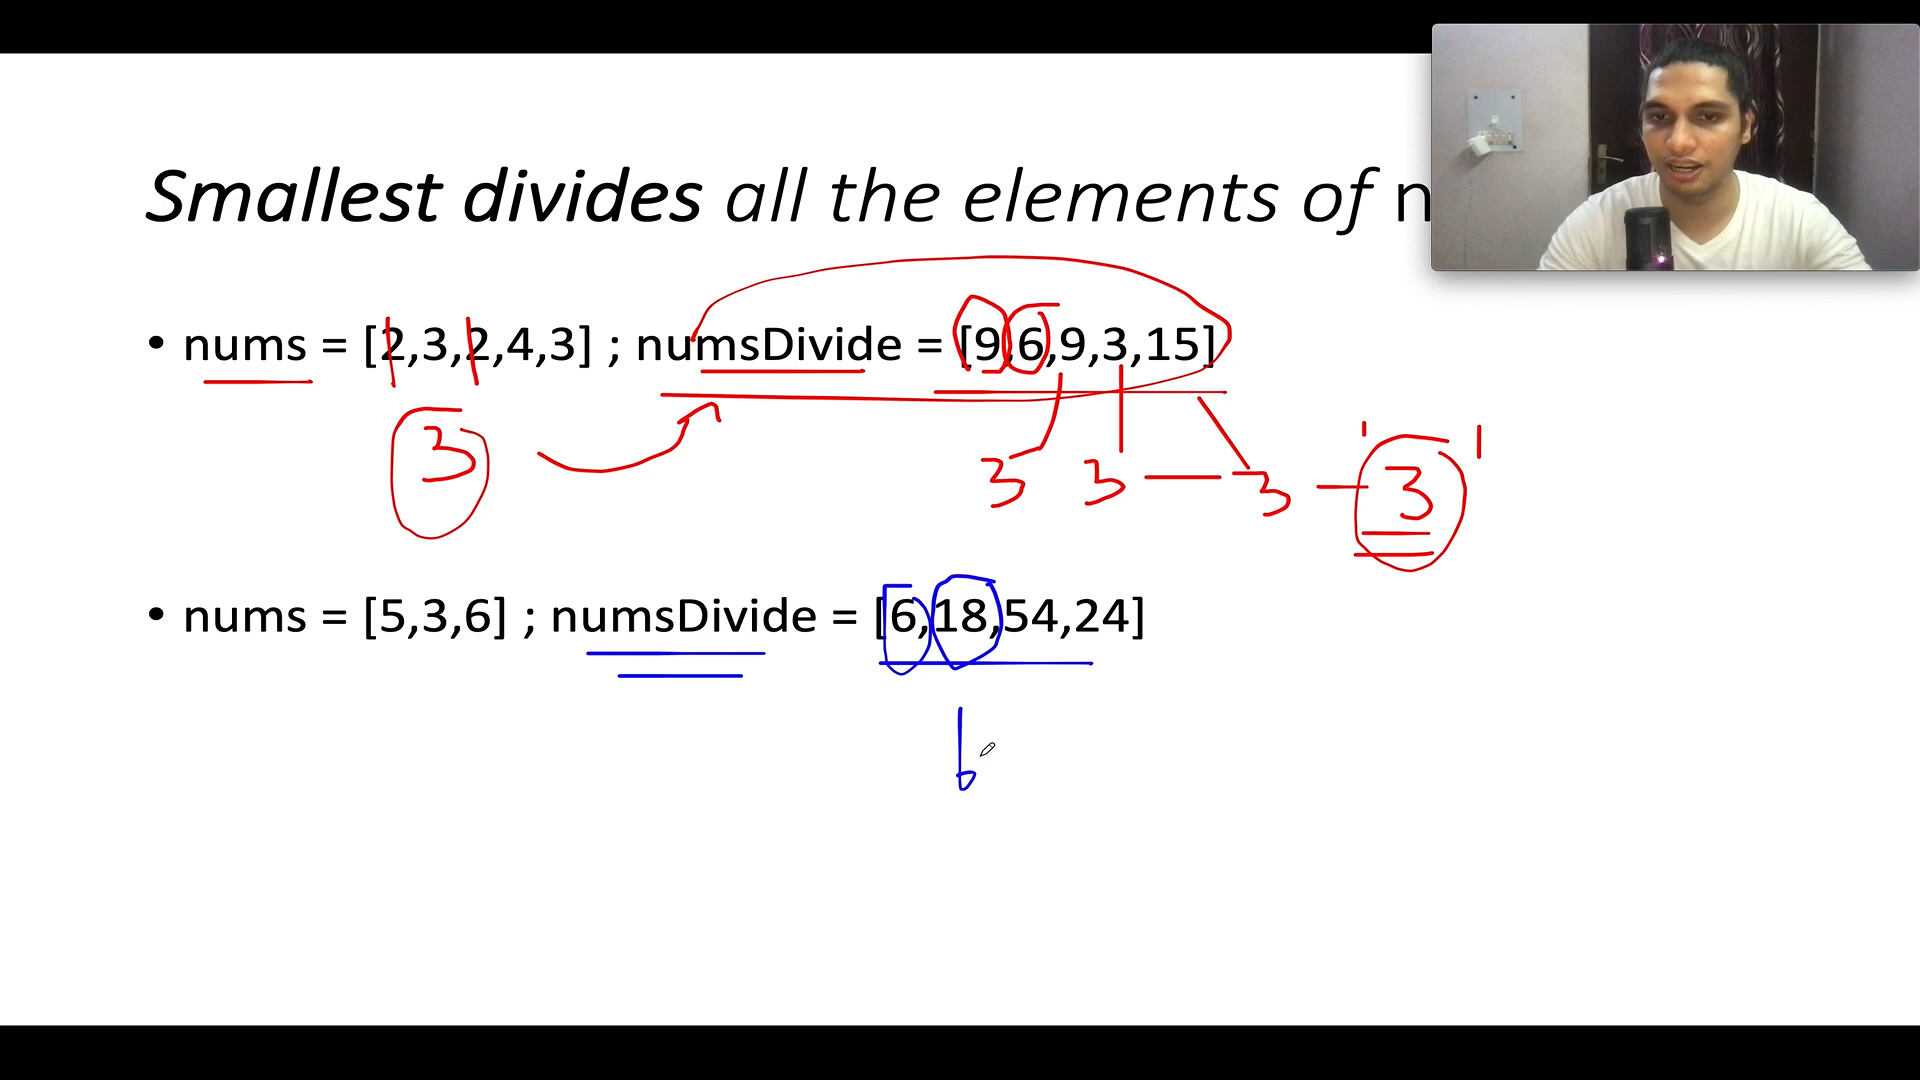 Smallest divides all the elements of n
• nums = [2,3,2,4,3] ; numsDivide = [9,6,9,3,15]
3
3 3 3 3
• nums = [5,3,6] ; numsDivide = [6,18,54,24]
6